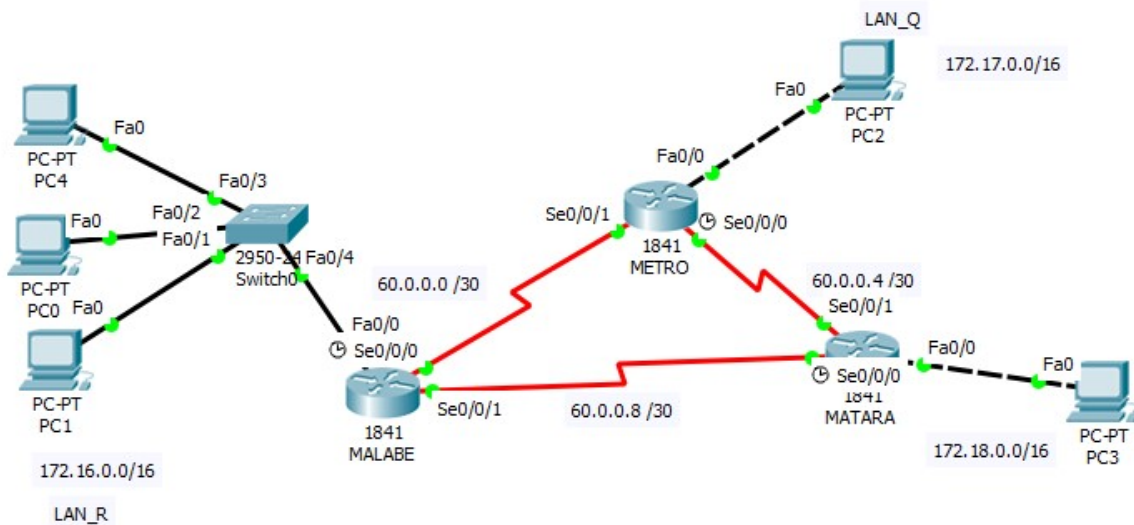 LAN_Q
172.17.0.0/16
Fa0
PC-PT
PC2
Fa0/0
Fa0
PC-PT
PC4
Fa0/3
Fa0/2
Fa0
PC-PT
PC0
Fa0/1
2950-24
Switch0
Fa0/4
Se0/0/1
Se0/0/0
1841
METRO
60.0.0.0 /30
60.0.0.4 /30
Se0/0/1
Fa0
PC-PT
PC1
Fa0/0
Se0/0/0
Se0/0/1
1841
MALABE
60.0.0.8 /30
Fa0/0
Se0/0/0
1841
MATARA
Fa0
PC-PT
PC3
172.18.0.0/16
172.16.0.0/16
LAN_R